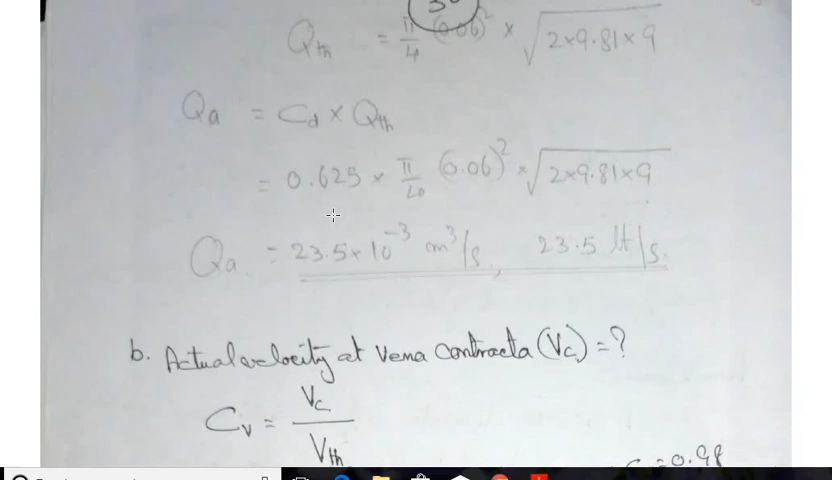 Qth = π/4 (0.06)² × √2×9.81×9
Qa = Cd × Qth
= 0.625 × π/4 (0.06)² × √2×9.81×9
Qa = 23.5×10⁻³ m³/s, 23.5 lt/s
b. Actual velocity at Vena Contracta (Vc) = ?
Cv = Vc/Vth
= 0.98